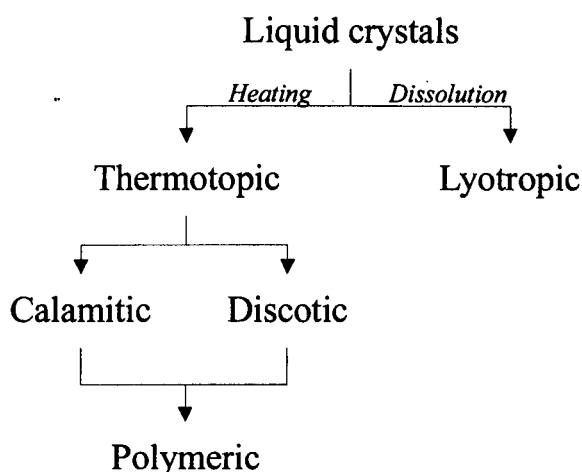 Liquid crystals
Heating Dissolution
Thermotopic Lyotropic
Calamitic Discotic
Polymeric